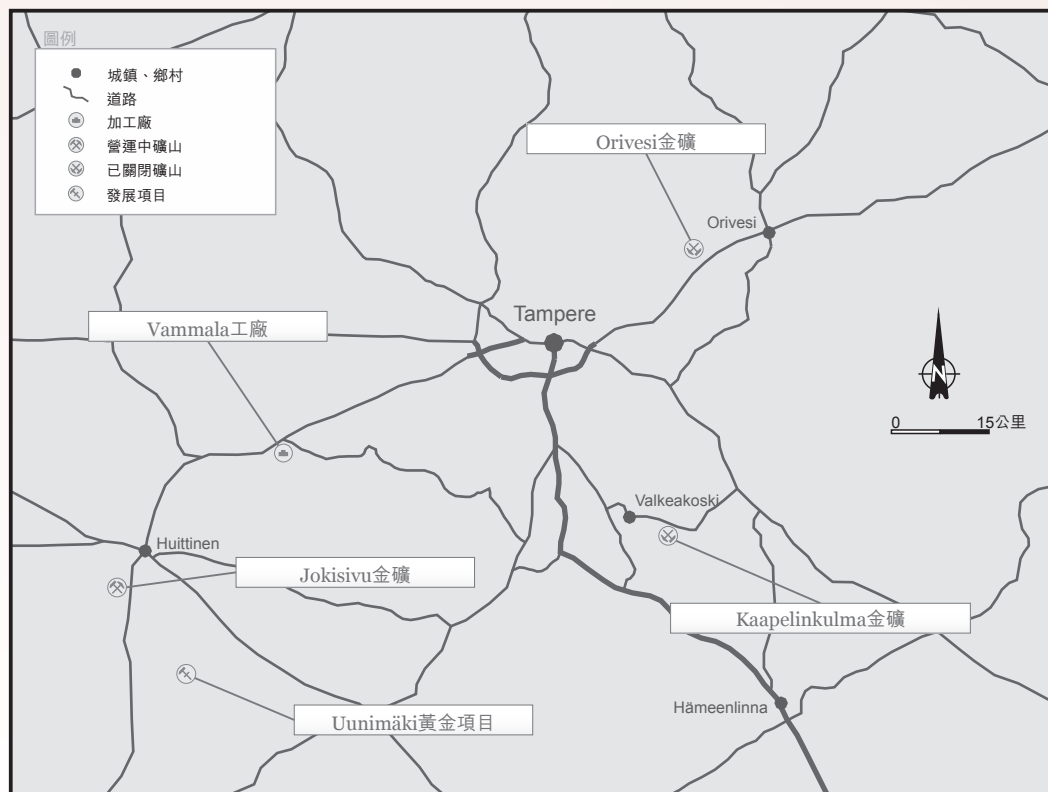 圖例
城鎮、鄉村
道路
加工廠
營運中礦山
已關閉礦山
發展項目
Orivesi金礦
Orivesi
Tampere
Vammala工廠
N
0 15公里
Valkeakoski
Huittinen
Jokisivu金礦
Kaapelinkulma金礦
Hämeenlinna
Uunimäki黃金項目